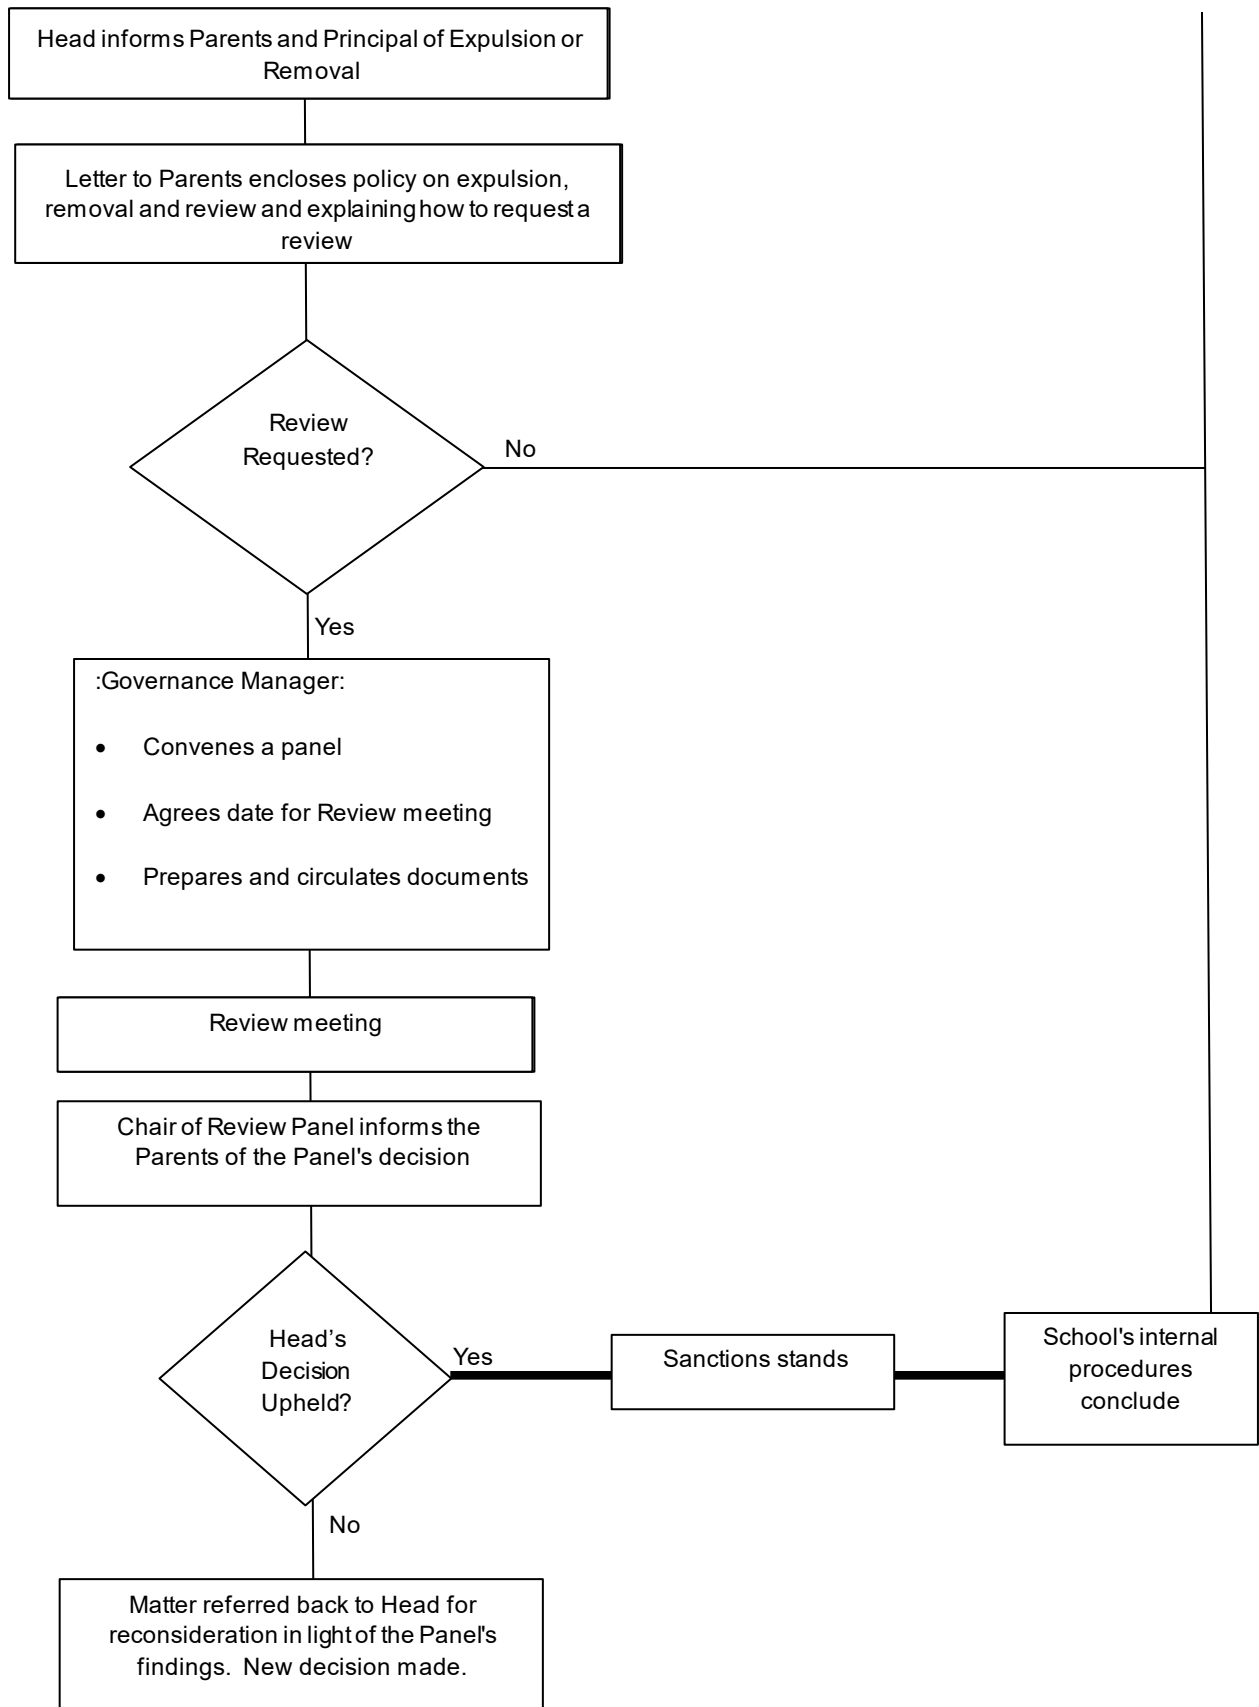 Head informs Parents and Principal of Expulsion or
Removal
Letter to Parents encloses policy on expulsion,
removal and review and explaining how to request a
review
Review
Requested?
No
Yes
:Governance Manager:
• Convenes a panel
• Agrees date for Review meeting
• Prepares and circulates documents
Review meeting
Chair of Review Panel informs the
Parents of the Panel's decision
Head’s
Decision
Upheld?
Yes
Sanctions stands
School's internal
procedures
conclude
No
Matter referred back to Head for
reconsideration in light of the Panel's
findings. New decision made.